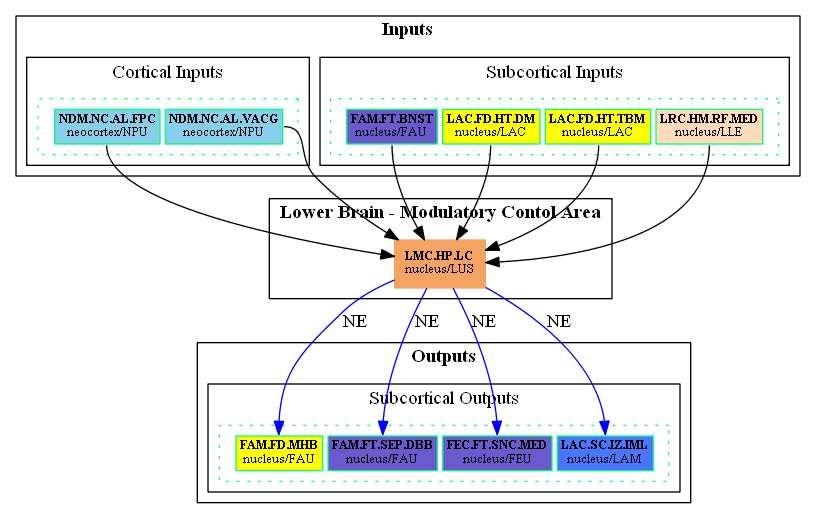 Inputs
Cortical Inputs
Subcortical Inputs
NDM.NC.AL.FPC
neocortex/NPU
NDM.NC.AL.VACG
neocortex/NPU
FAM.FT.BNST
nucleus/FAU
LAC.FD.HT.DM
nucleus/LAC
LAC.FD.HT.TBM
nucleus/LAC
LRC.HM.RF.MED
nucleus/LLE
Lower Brain - Modulatory Contol Area
LMC.HP.LC
nucleus/LUS
NE
NE
NE
NE
Outputs
Subcortical Outputs
FAM.FD.MHB
nucleus/FAU
FAM.FT.SEP.DBB
nucleus/FAU
FEC.FT.SNC.MED
nucleus/FEU
LAC.SC.IZ.IML
nucleus/LAM